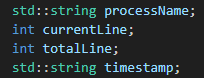 std::string processName;
int currentLine;
int totalLine;
std::string timestamp;